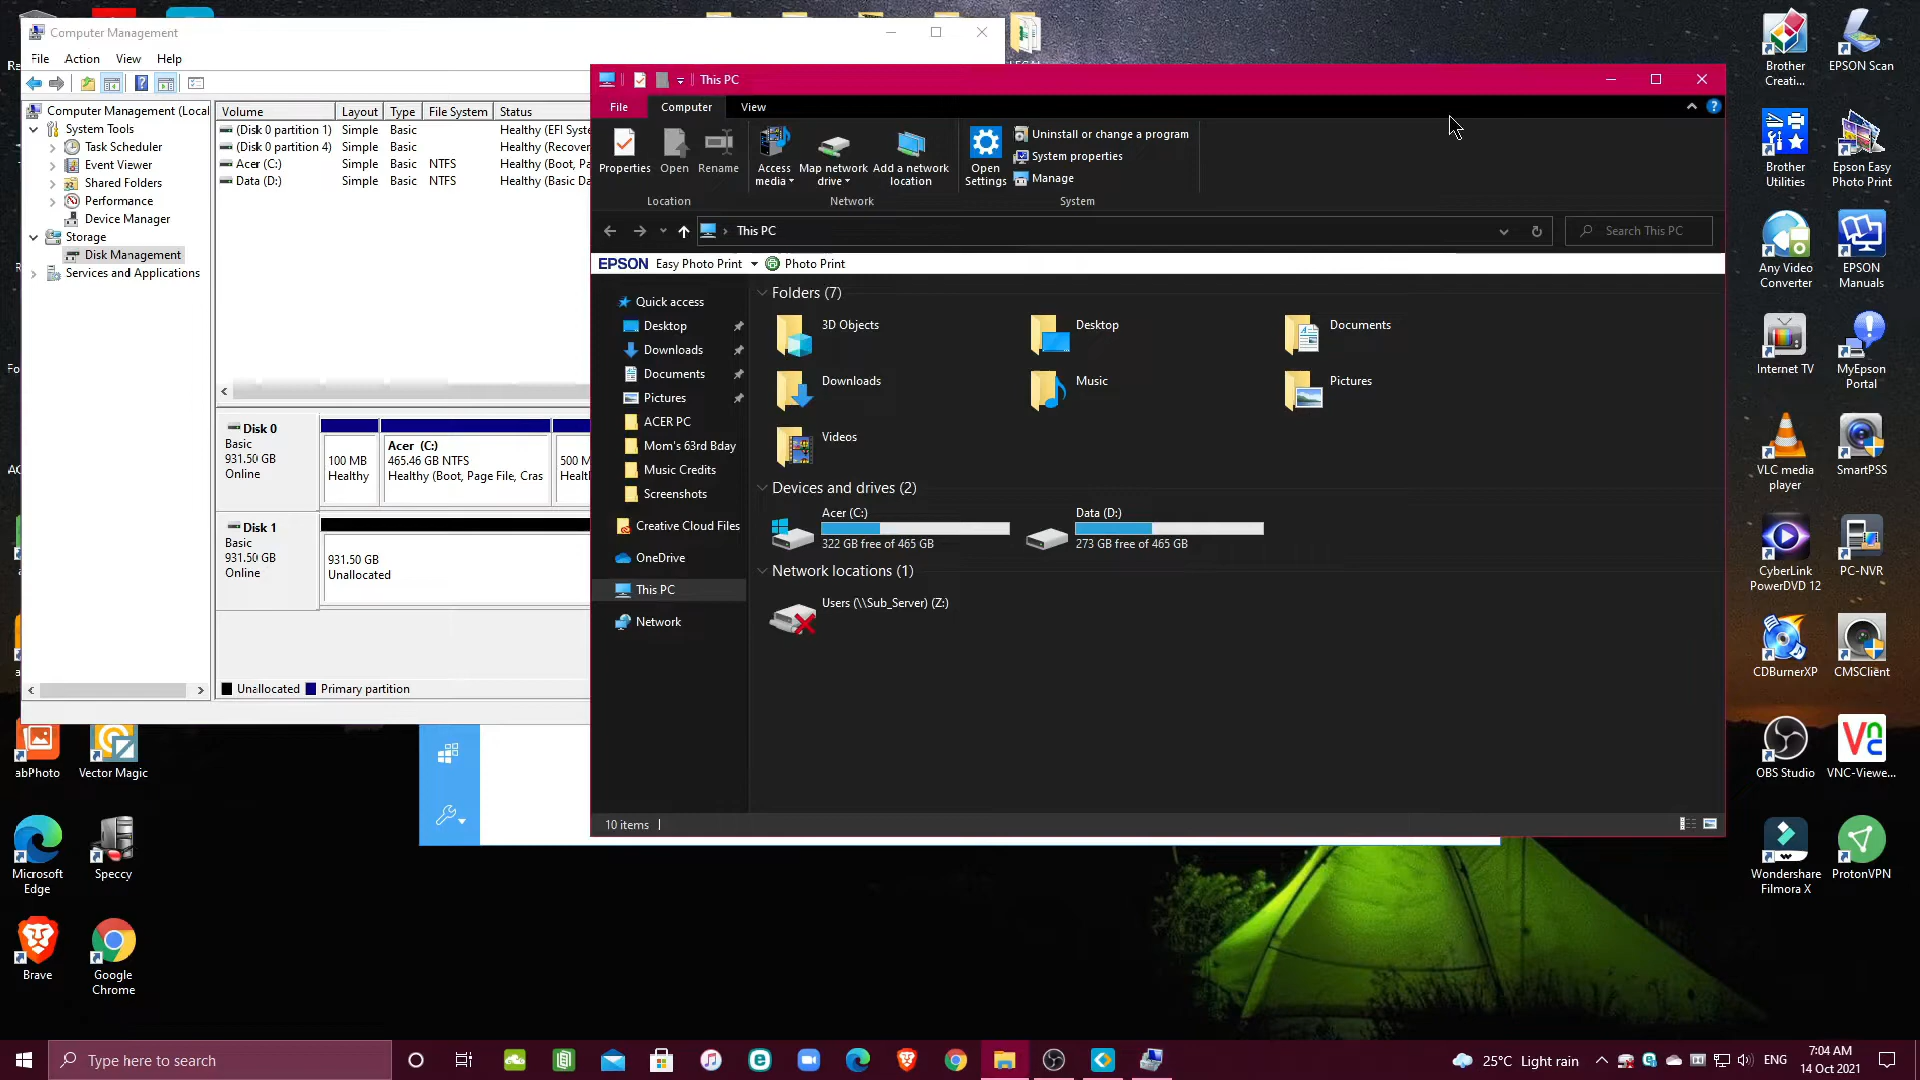 Computer Management
File Action View Help
Computer Management (Local
System Tools
Task Scheduler
Event Viewer
Shared Folders
Performance
Device Manager
Storage
Disk Management
Services and Applications
Volume Layout Type File System Status
(Disk 0 partition 1) Simple Basic Healthy (EFI Syste
(Disk 0 partition 4) Simple Basic Healthy (Recover
Acer (C:) Simple Basic NTFS Healthy (Boot, Pa
Data (D:) Simple Basic NTFS Healthy (Basic Da
Disk 0
Basic
931.50 GB
Online
100 MB
Healthy
Acer (C:)
465.46 GB NTFS
Healthy (Boot, Page File, Cras
500 M
Healtl
Disk 1
Basic
931.50 GB
Online
931.50 GB
Unallocated
Unallocated Primary partition
This PC
File Computer View
Properties
Open
Rename
Location
Access media
Map network drive
Add a network location
Network
Open Settings
Uninstall or change a program
System properties
Manage
System
This PC
Search This PC
EPSON Easy Photo Print Photo Print
Quick access
Desktop
Downloads
Documents
Pictures
ACER PC
Mom's 63rd Bday
Music Credits
Screenshots
Creative Cloud Files
OneDrive
This PC
Network
Folders (7)
3D Objects
Desktop
Documents
Downloads
Music
Pictures
Videos
Devices and drives (2)
Acer (C:)
322 GB free of 465 GB
Data (D:)
273 GB free of 465 GB
Network locations (1)
Users (\\Sub_Server) (Z:)
10 items
Brother Creati...
EPSON Scan
Brother Utilities
Epson Easy Photo Print
Any Video Converter
EPSON Manuals
Internet TV
MyEpson Portal
VLC media player
SmartPSS
CyberLink PowerDVD 12
PC-NVR
CDBurnerXP
CMSClient
OBS Studio
VNC-Viewe...
Wondershare Filmora X
ProtonVPN
abPhoto
Vector Magic
Microsoft Edge
Speccy
Brave
Google Chrome
Type here to search
25°C Light rain
ENG
7:04 AM
14 Oct 2021